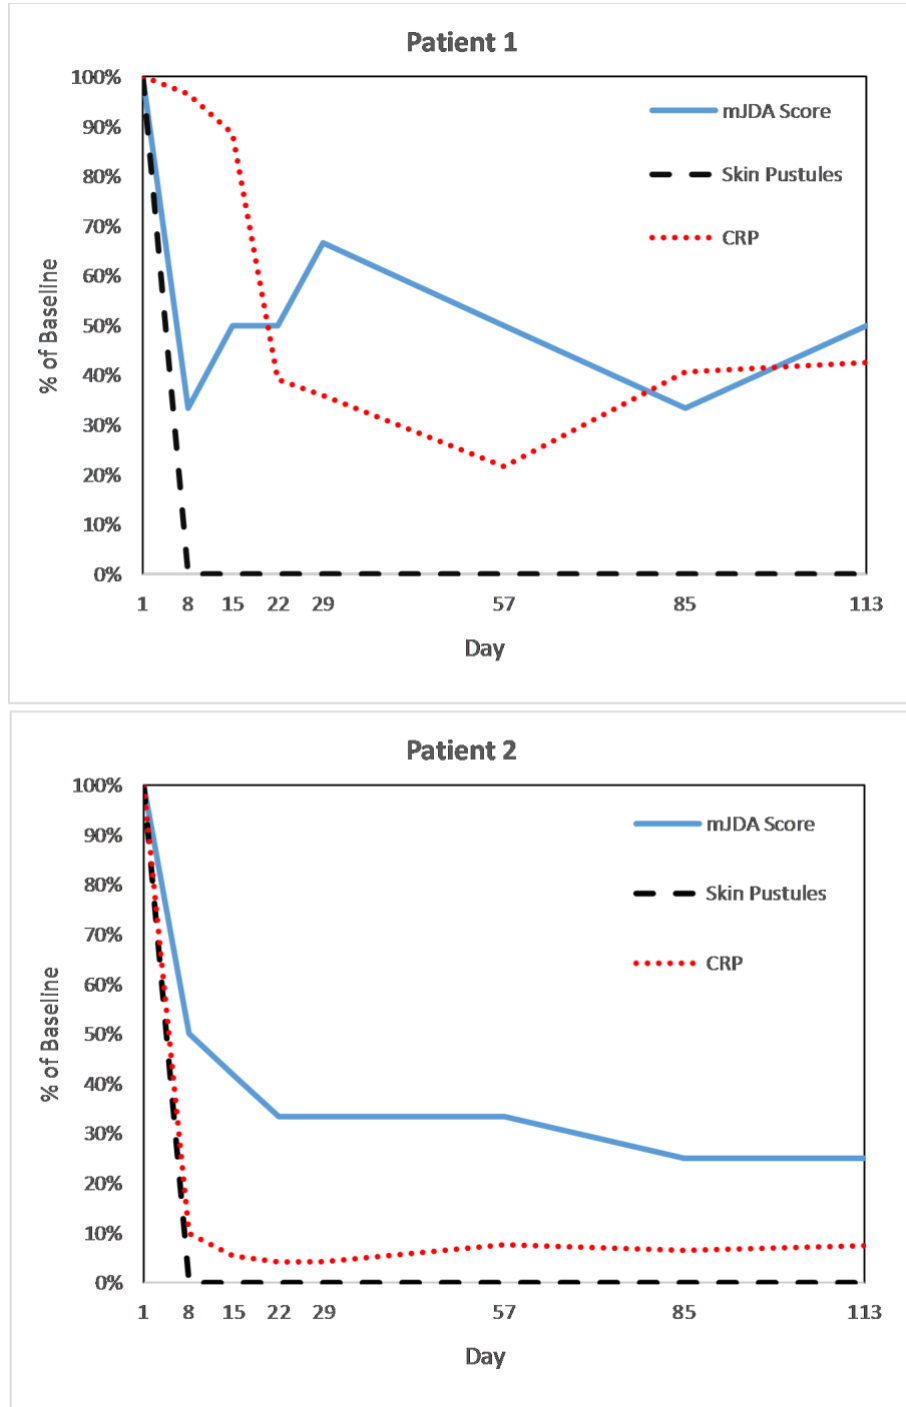 Patient 1
100%
90%
80%
70%
60%
50%
40%
30%
20%
10%
0%
% of Baseline
mJDA Score
Skin Pustules
CRP
1 8 15 22 29 57 85 113
Day
Patient 2
100%
90%
80%
70%
60%
50%
40%
30%
20%
10%
0%
% of Baseline
mJDA Score
Skin Pustules
CRP
1 8 15 22 29 57 85 113
Day